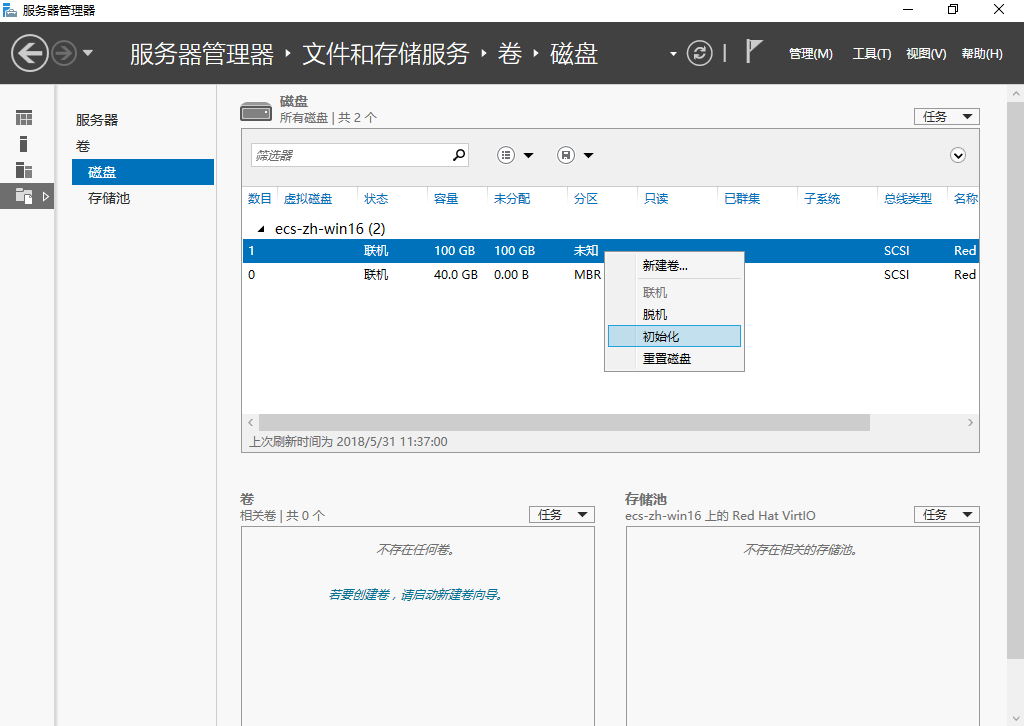 服务器管理器
服务器管理器 文件和存储服务 卷 磁盘
管理(M) 工具(T) 视图(V) 帮助(H)
服务器
卷
磁盘
存储池
磁盘
所有磁盘 | 共 2 个
任务
筛选器
数目 虚拟磁盘 状态 容量 未分配 分区 只读 已群集 子系统 总线类型 名称
ecs-zh-win16 (2)
1 联机 100 GB 100 GB 未知 SCSI Red
0 联机 40.0 GB 0.00 B MBR SCSI Red
新建卷...
联机
脱机
初始化
重置磁盘
上次刷新时间为 2018/5/31 11:37:00
卷
相关卷 | 共 0 个
任务
不存在任何卷。
若要创建卷，请启动新建卷向导。
存储池
ecs-zh-win16 上的 Red Hat VirtIO
任务
不存在相关的存储池。